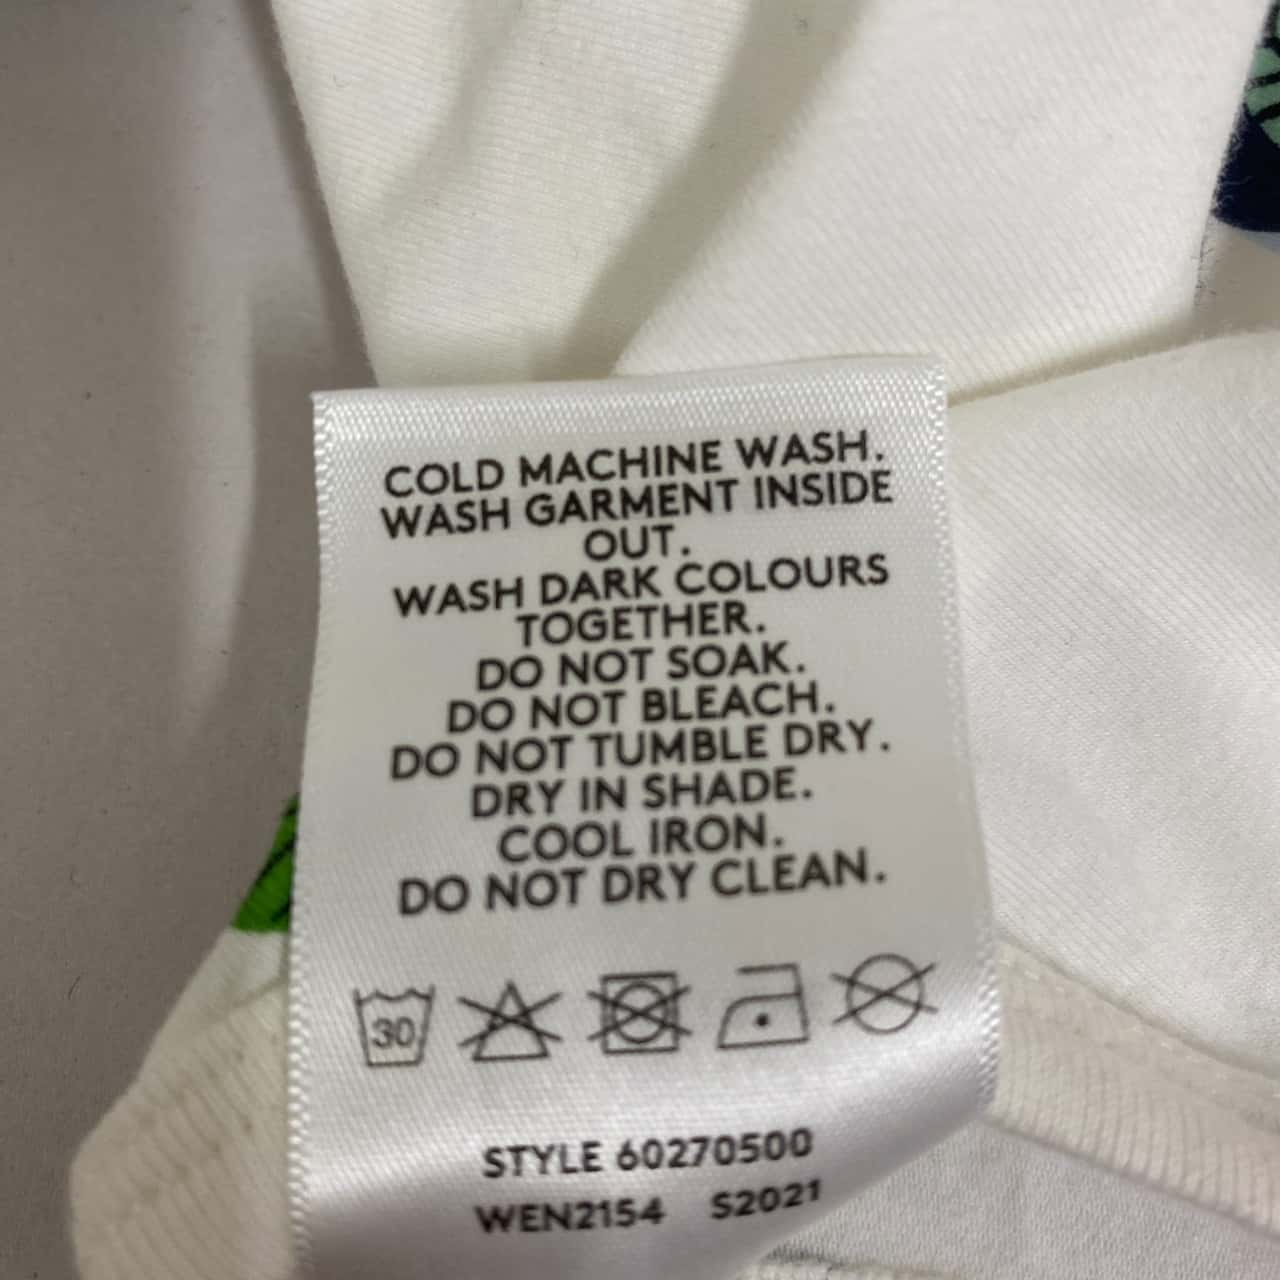 COLD MACHINE WASH.
WASH GARMENT INSIDE
OUT.
WASH DARK COLOURS
TOGETHER.
DO NOT SOAK.
DO NOT BLEACH.
DO NOT TUMBLE DRY.
DRY IN SHADE.
COOL IRON.
DO NOT DRY CLEAN.
30
STYLE 60270500
WEN2154 S2021